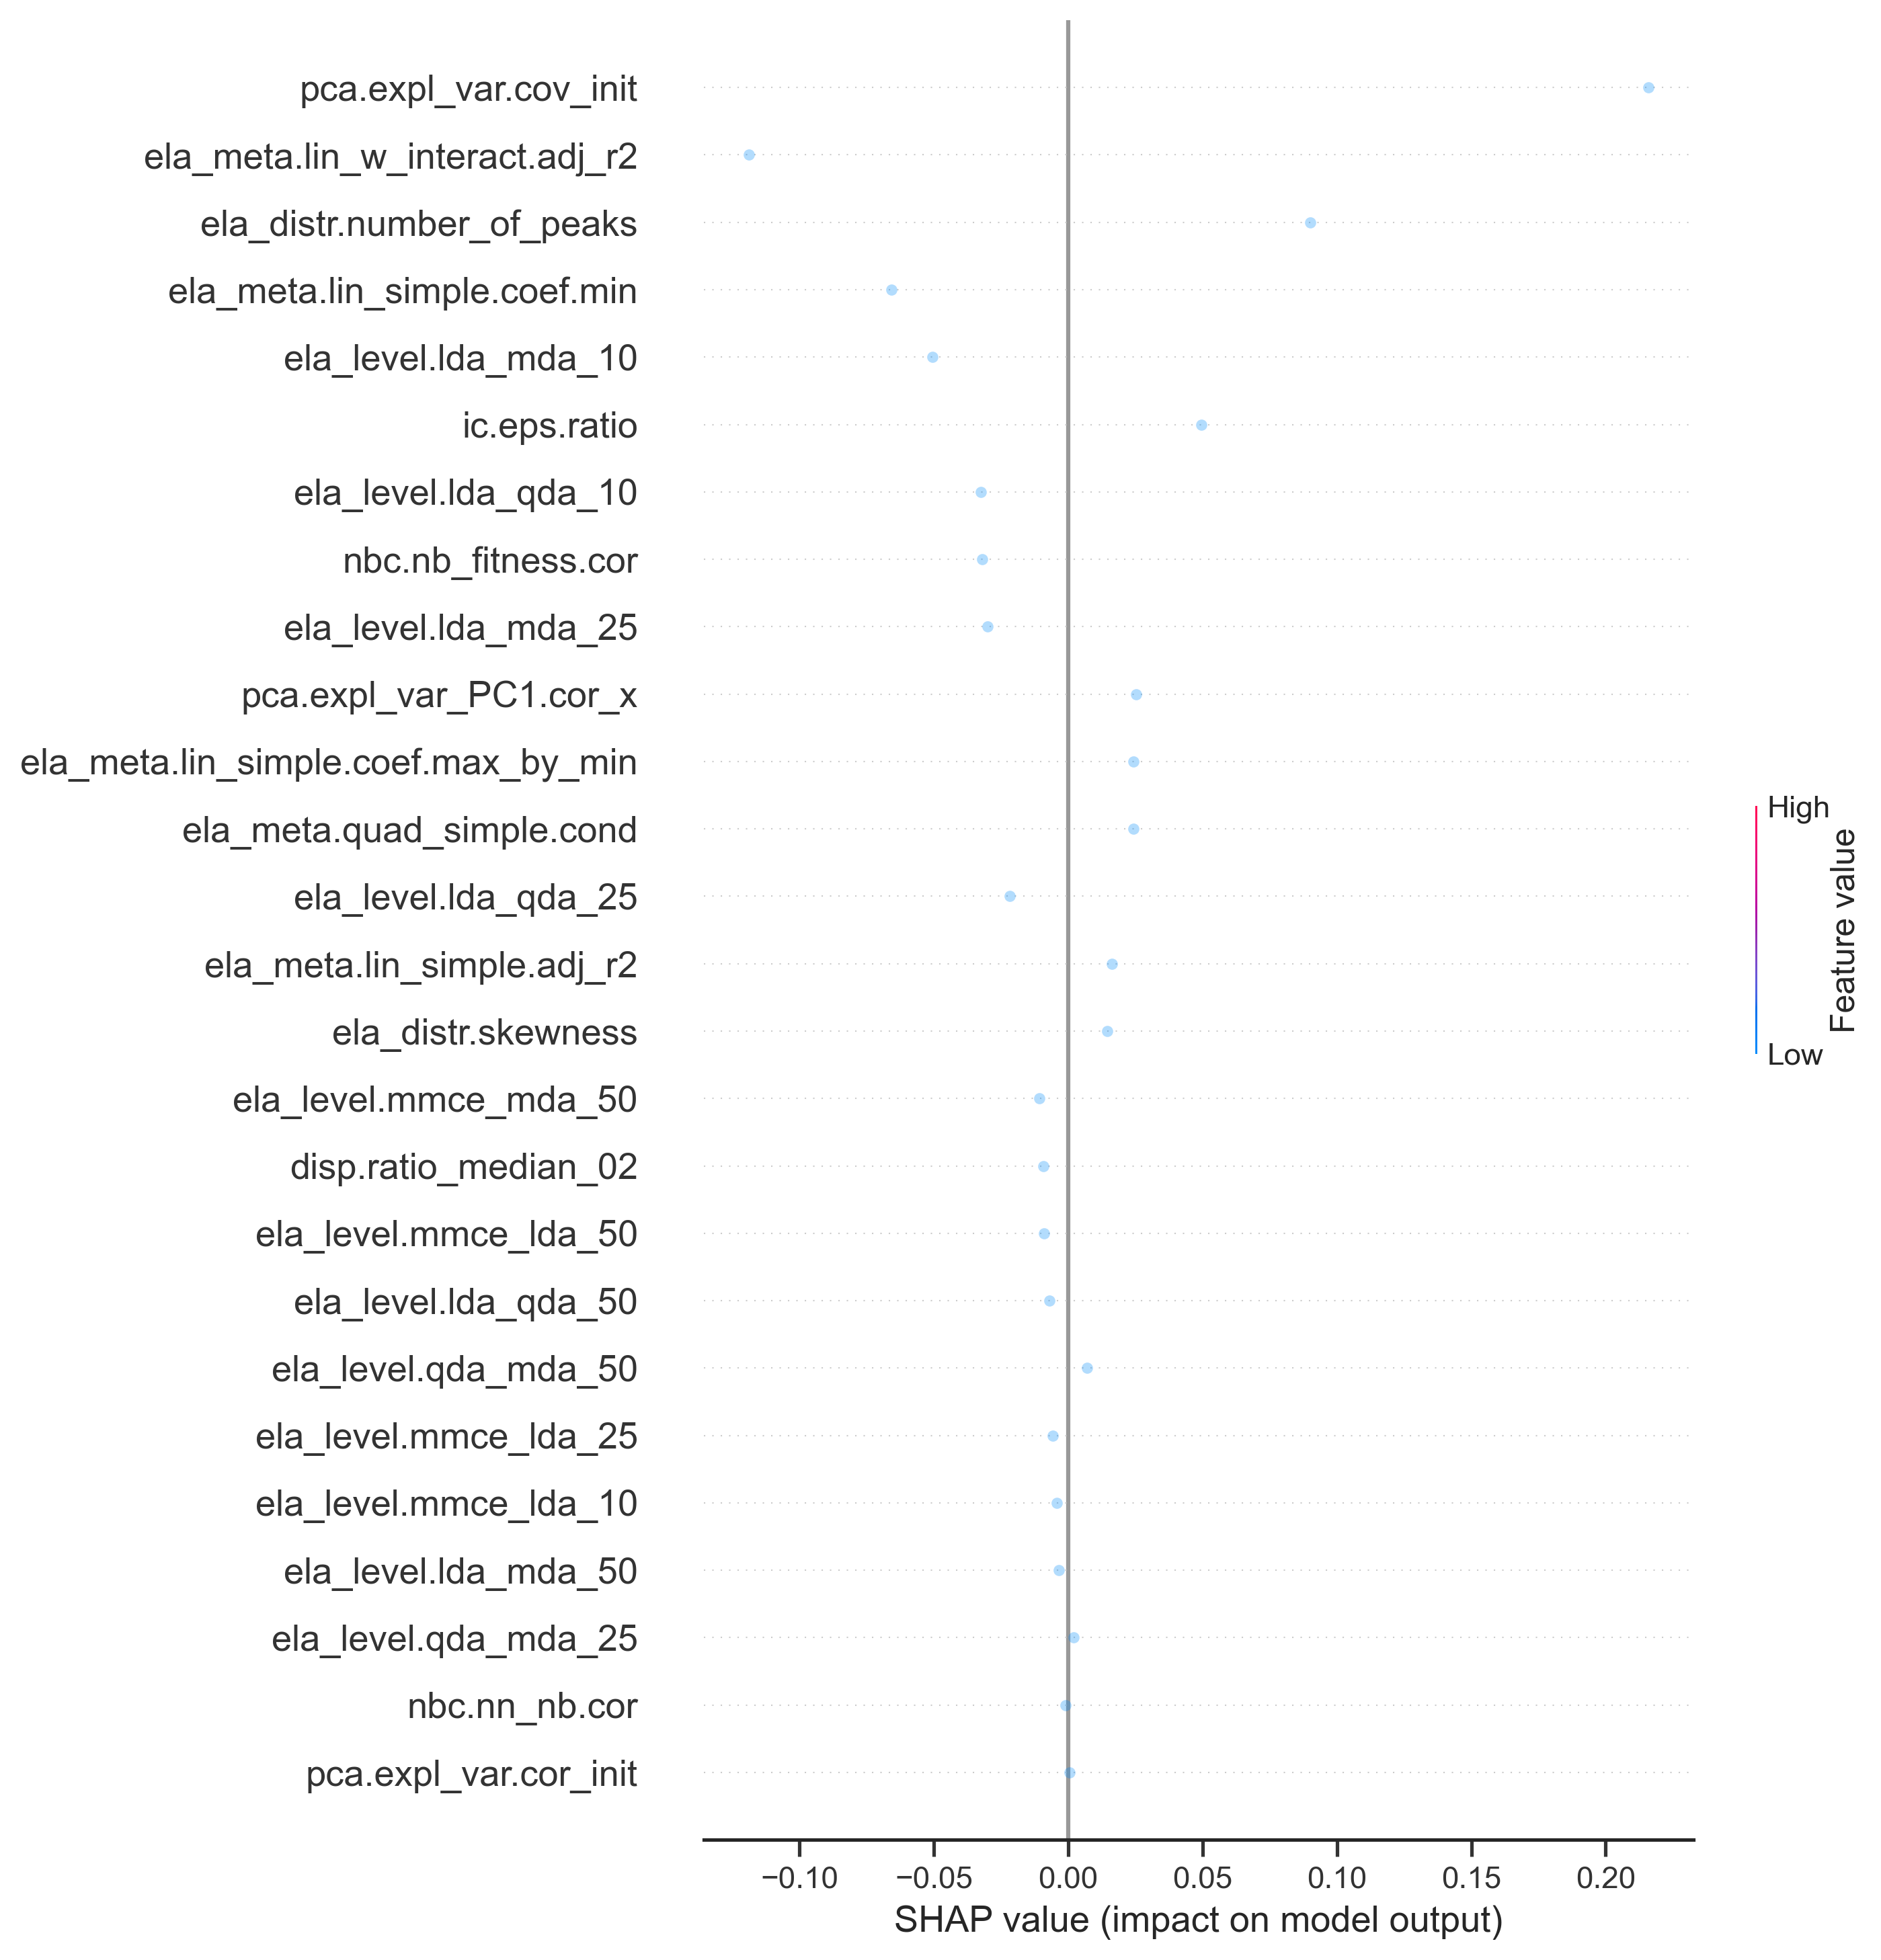 pca.expl_var.cov_init
ela_meta.lin_w_interact.adj_r2
ela_distr.number_of_peaks
ela_meta.lin_simple.coef.min
ela_level.lda_mda_10
ic.eps.ratio
ela_level.lda_qda_10
nbc.nb_fitness.cor
ela_level.lda_mda_25
pca.expl_var_PC1.cor_x
ela_meta.lin_simple.coef.max_by_min
ela_meta.quad_simple.cond
ela_level.lda_qda_25
ela_meta.lin_simple.adj_r2
ela_distr.skewness
ela_level.mmce_mda_50
disp.ratio_median_02
ela_level.mmce_lda_50
ela_level.lda_qda_50
ela_level.qda_mda_50
ela_level.mmce_lda_25
ela_level.mmce_lda_10
ela_level.lda_mda_50
ela_level.qda_mda_25
nbc.nn_nb.cor
pca.expl_var.cor_init
−0.10 −0.05 0.00 0.05 0.10 0.15 0.20
SHAP value (impact on model output)
High
Feature value
Low